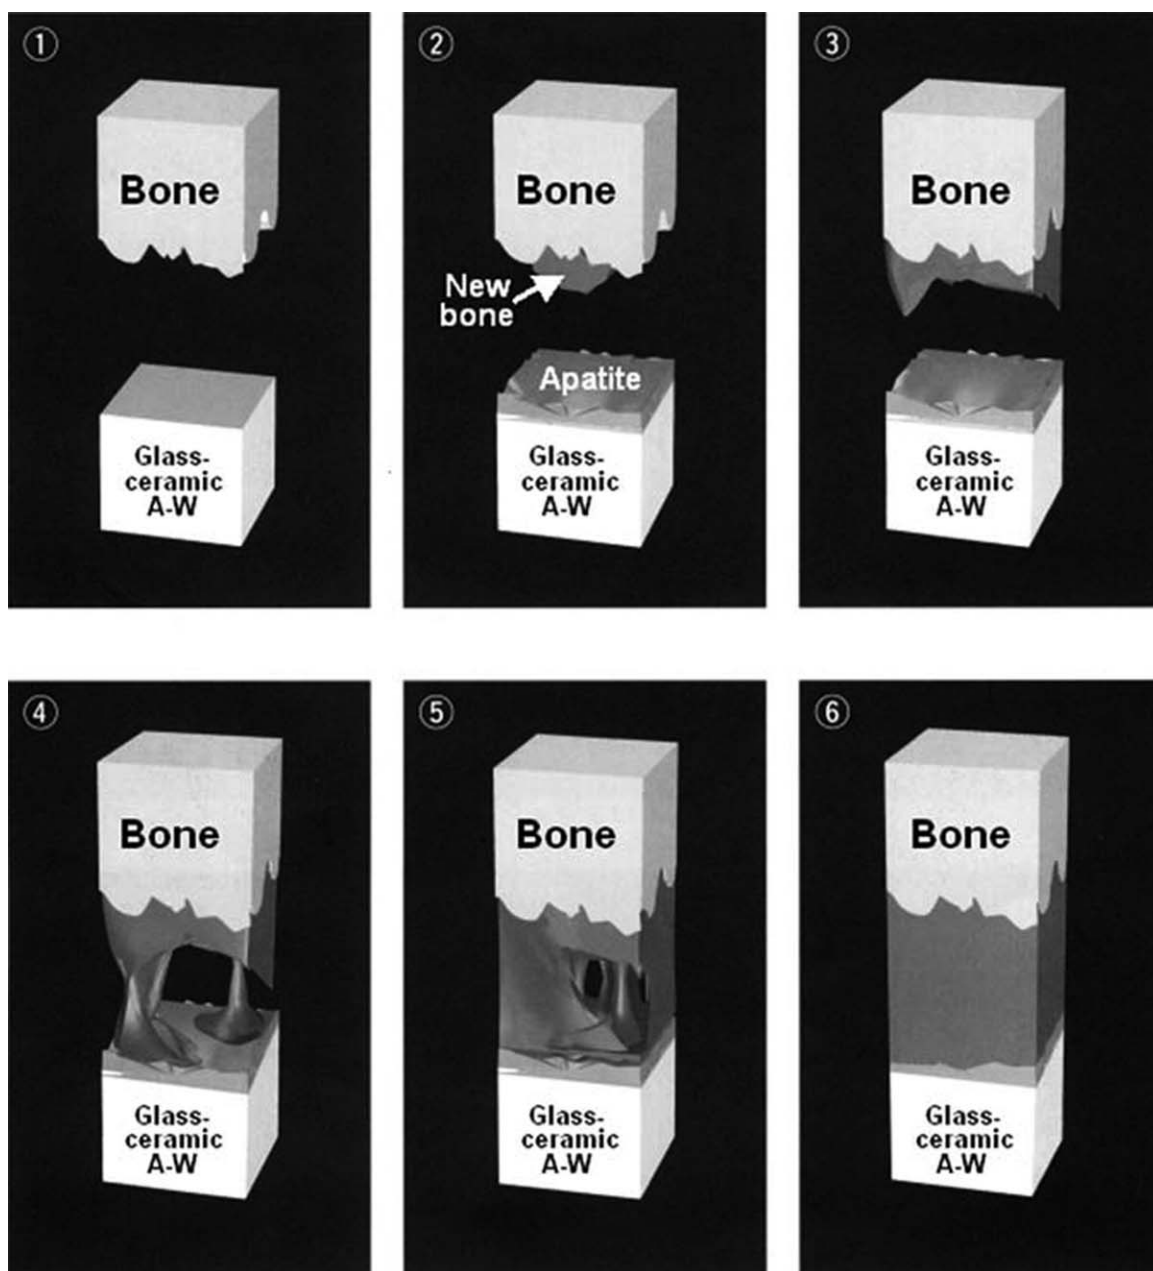 ①
Bone
Glass-
ceramic
A-W
②
Bone
New
bone
Apatite
Glass-
ceramic
A-W
③
Bone
Glass-
ceramic
A-W
④
Bone
Glass-
ceramic
A-W
⑤
Bone
Glass-
ceramic
A-W
⑥
Bone
Glass-
ceramic
A-W